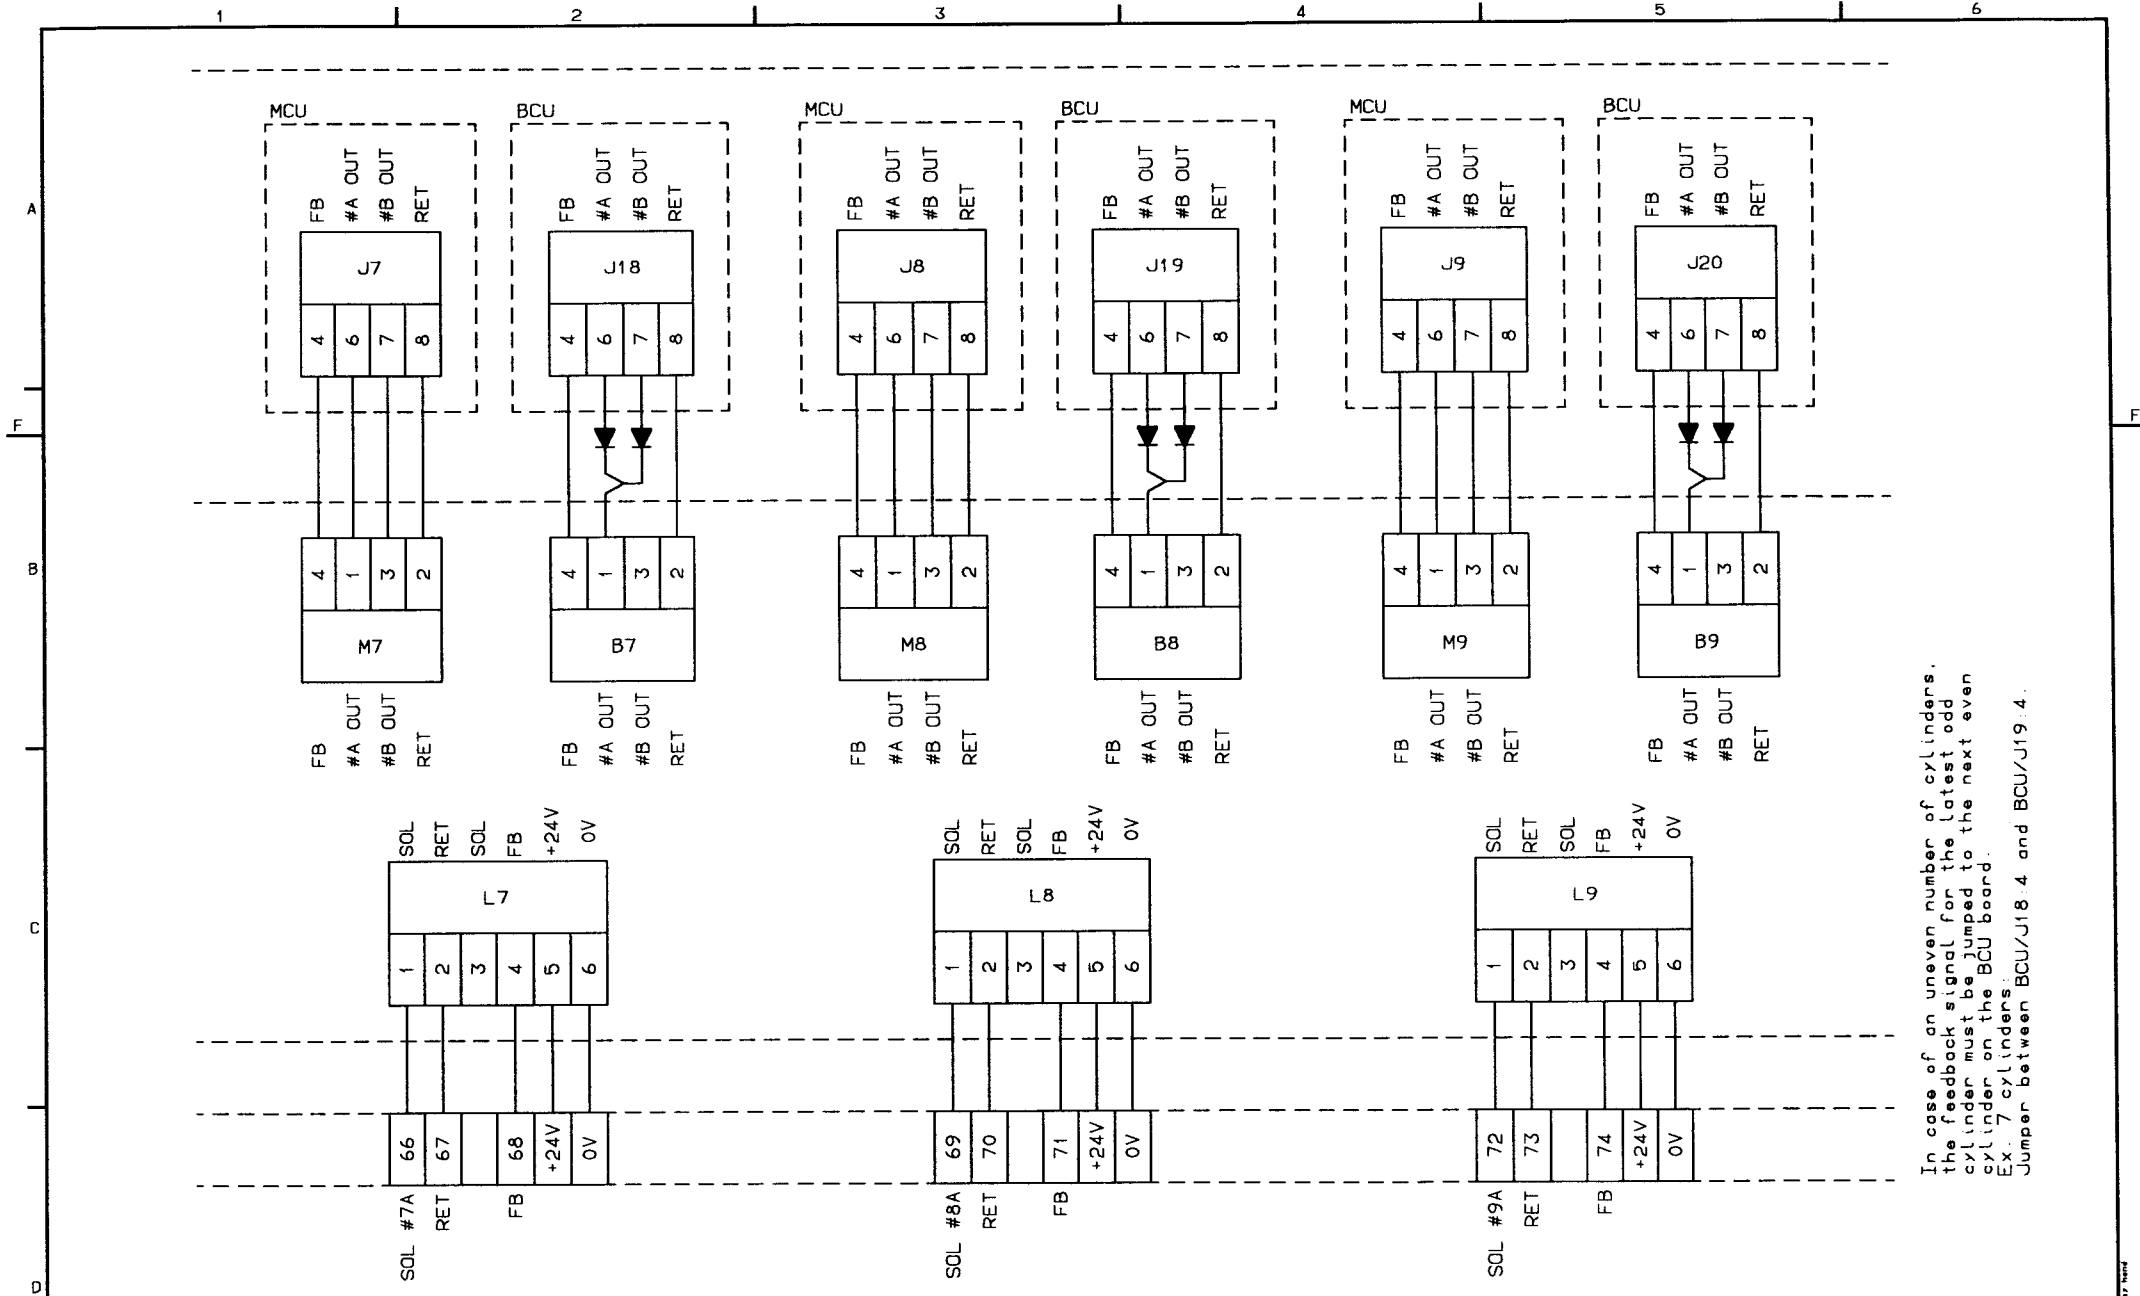 1 2 3 4 5 6
MCU BCU MCU BCU MCU BCU
FB #A OUT #B OUT RET FB #A OUT #B OUT RET FB #A OUT #B OUT RET FB #A OUT #B OUT RET FB #A OUT #B OUT RET FB #A OUT #B OUT RET
A
J7 J18 J8 J19 J9 J20
4 6 7 8 4 6 7 8 4 6 7 8 4 6 7 8 4 6 7 8 4 6 7 8
F F
B
4 1 3 2 4 1 3 2 4 1 3 2 4 1 3 2 4 1 3 2 4 1 3 2
M7 B7 M8 B8 M9 B9
FB #A OUT #B OUT RET FB #A OUT #B OUT RET FB #A OUT #B OUT RET FB #A OUT #B OUT RET FB #A OUT #B OUT RET FB #A OUT #B OUT RET
SOL RET SOL FB +24V 0V SOL RET SOL FB +24V 0V SOL RET SOL FB +24V 0V
L7 L8 L9
C
1 2 3 4 5 6 1 2 3 4 5 6 1 2 3 4 5 6
66 67 68 +24V 0V 69 70 71 +24V 0V 72 73 74 +24V 0V
SOL #7A RET FB SOL #8A RET FB SOL #9A RET FB
D
In case of an uneven number of cylinders,
the feedback signal for the latest odd
cylinder must be jumped to the next even
cylinder on the BCU board.
Ex. 7 cylinders:
Jumper between BCU/J18:4 and BCU/J19:4.